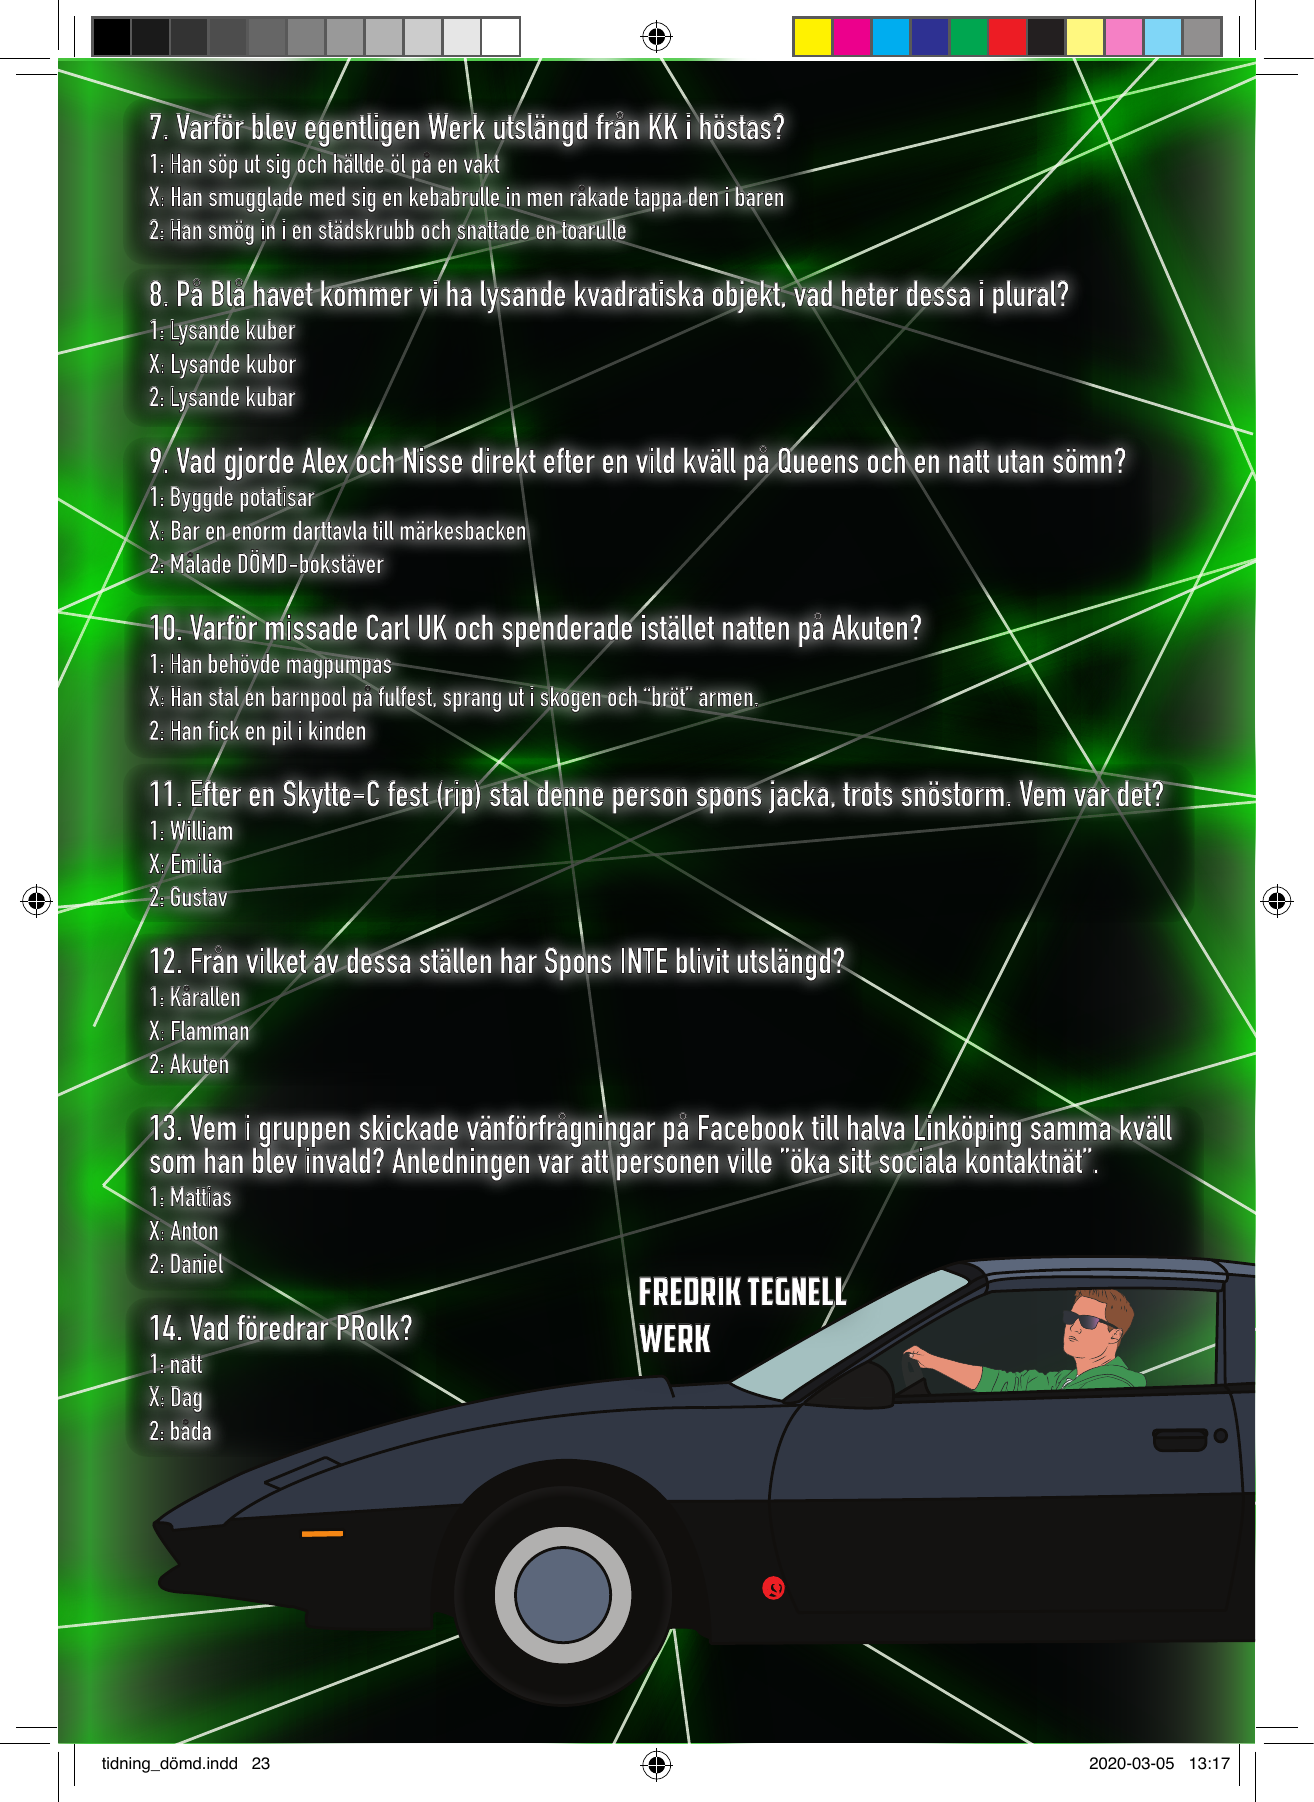 7. Varför blev egentligen Werk utslängd från KK i höstas?
1: Han söp ut sig och hällde öl på en vakt
X: Han smugglade med sig en kebabrulle in men råkade tappa den i baren
2: Han smög in i en städskrubb och snattade en toarulle
8. På Blå havet kommer vi ha lysande kvadratiska objekt, vad heter dessa i plural?
1: Lysande kuber
X: Lysande kubor
2: Lysande kubar
9. Vad gjorde Alex och Nisse direkt efter en vild kväll på Queens och en natt utan sömn?
1: Byggde potatisar
X: Bar en enorm darttavla till märkesbacken
2: Målade DÖMD-bokstäver
10. Varför missade Carl UK och spenderade istället natten på Akuten?
1: Han behövde magpumpas
X: Han stal en barnpool på fulfest, sprang ut i skogen och “bröt” armen.
2: Han fick en pil i kinden
11. Efter en Skytte-C fest (rip) stal denne person spons jacka, trots snöstorm. Vem var det?
1: William
X: Emilia
2: Gustav
12. Från vilket av dessa ställen har Spons INTE blivit utslängd?
1: Kårallen
X: Flamman
2: Akuten
13. Vem i gruppen skickade vänförfrågningar på Facebook till halva Linköping samma kväll
som han blev invald? Anledningen var att personen ville ”öka sitt sociala kontaktnät”.
1: Mattias
X: Anton
2: Daniel
FREDRIK TEGNELL
WERK
14. Vad föredrar PRolk?
1: natt
X: Dag
2: båda
9
tidning_dömd.indd 23
2020-03-05 13:17